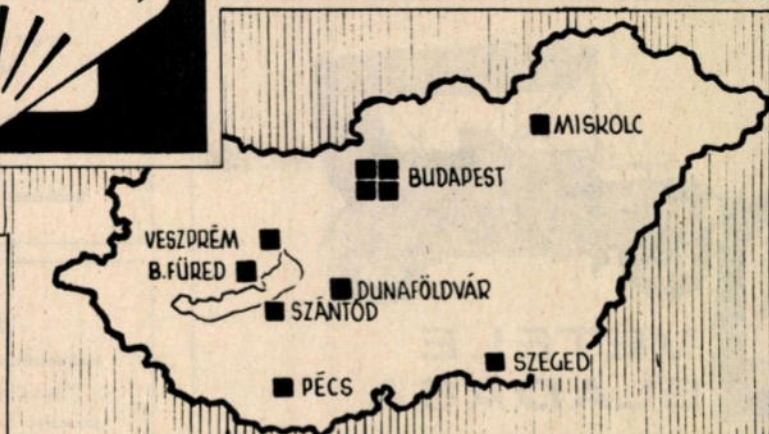 MISKOLC
BUDAPEST
VESZPRÉM
B.FÜRED
DUNAFÖLDVÁR
SZÁNTÓD
SZEGED
PÉCS